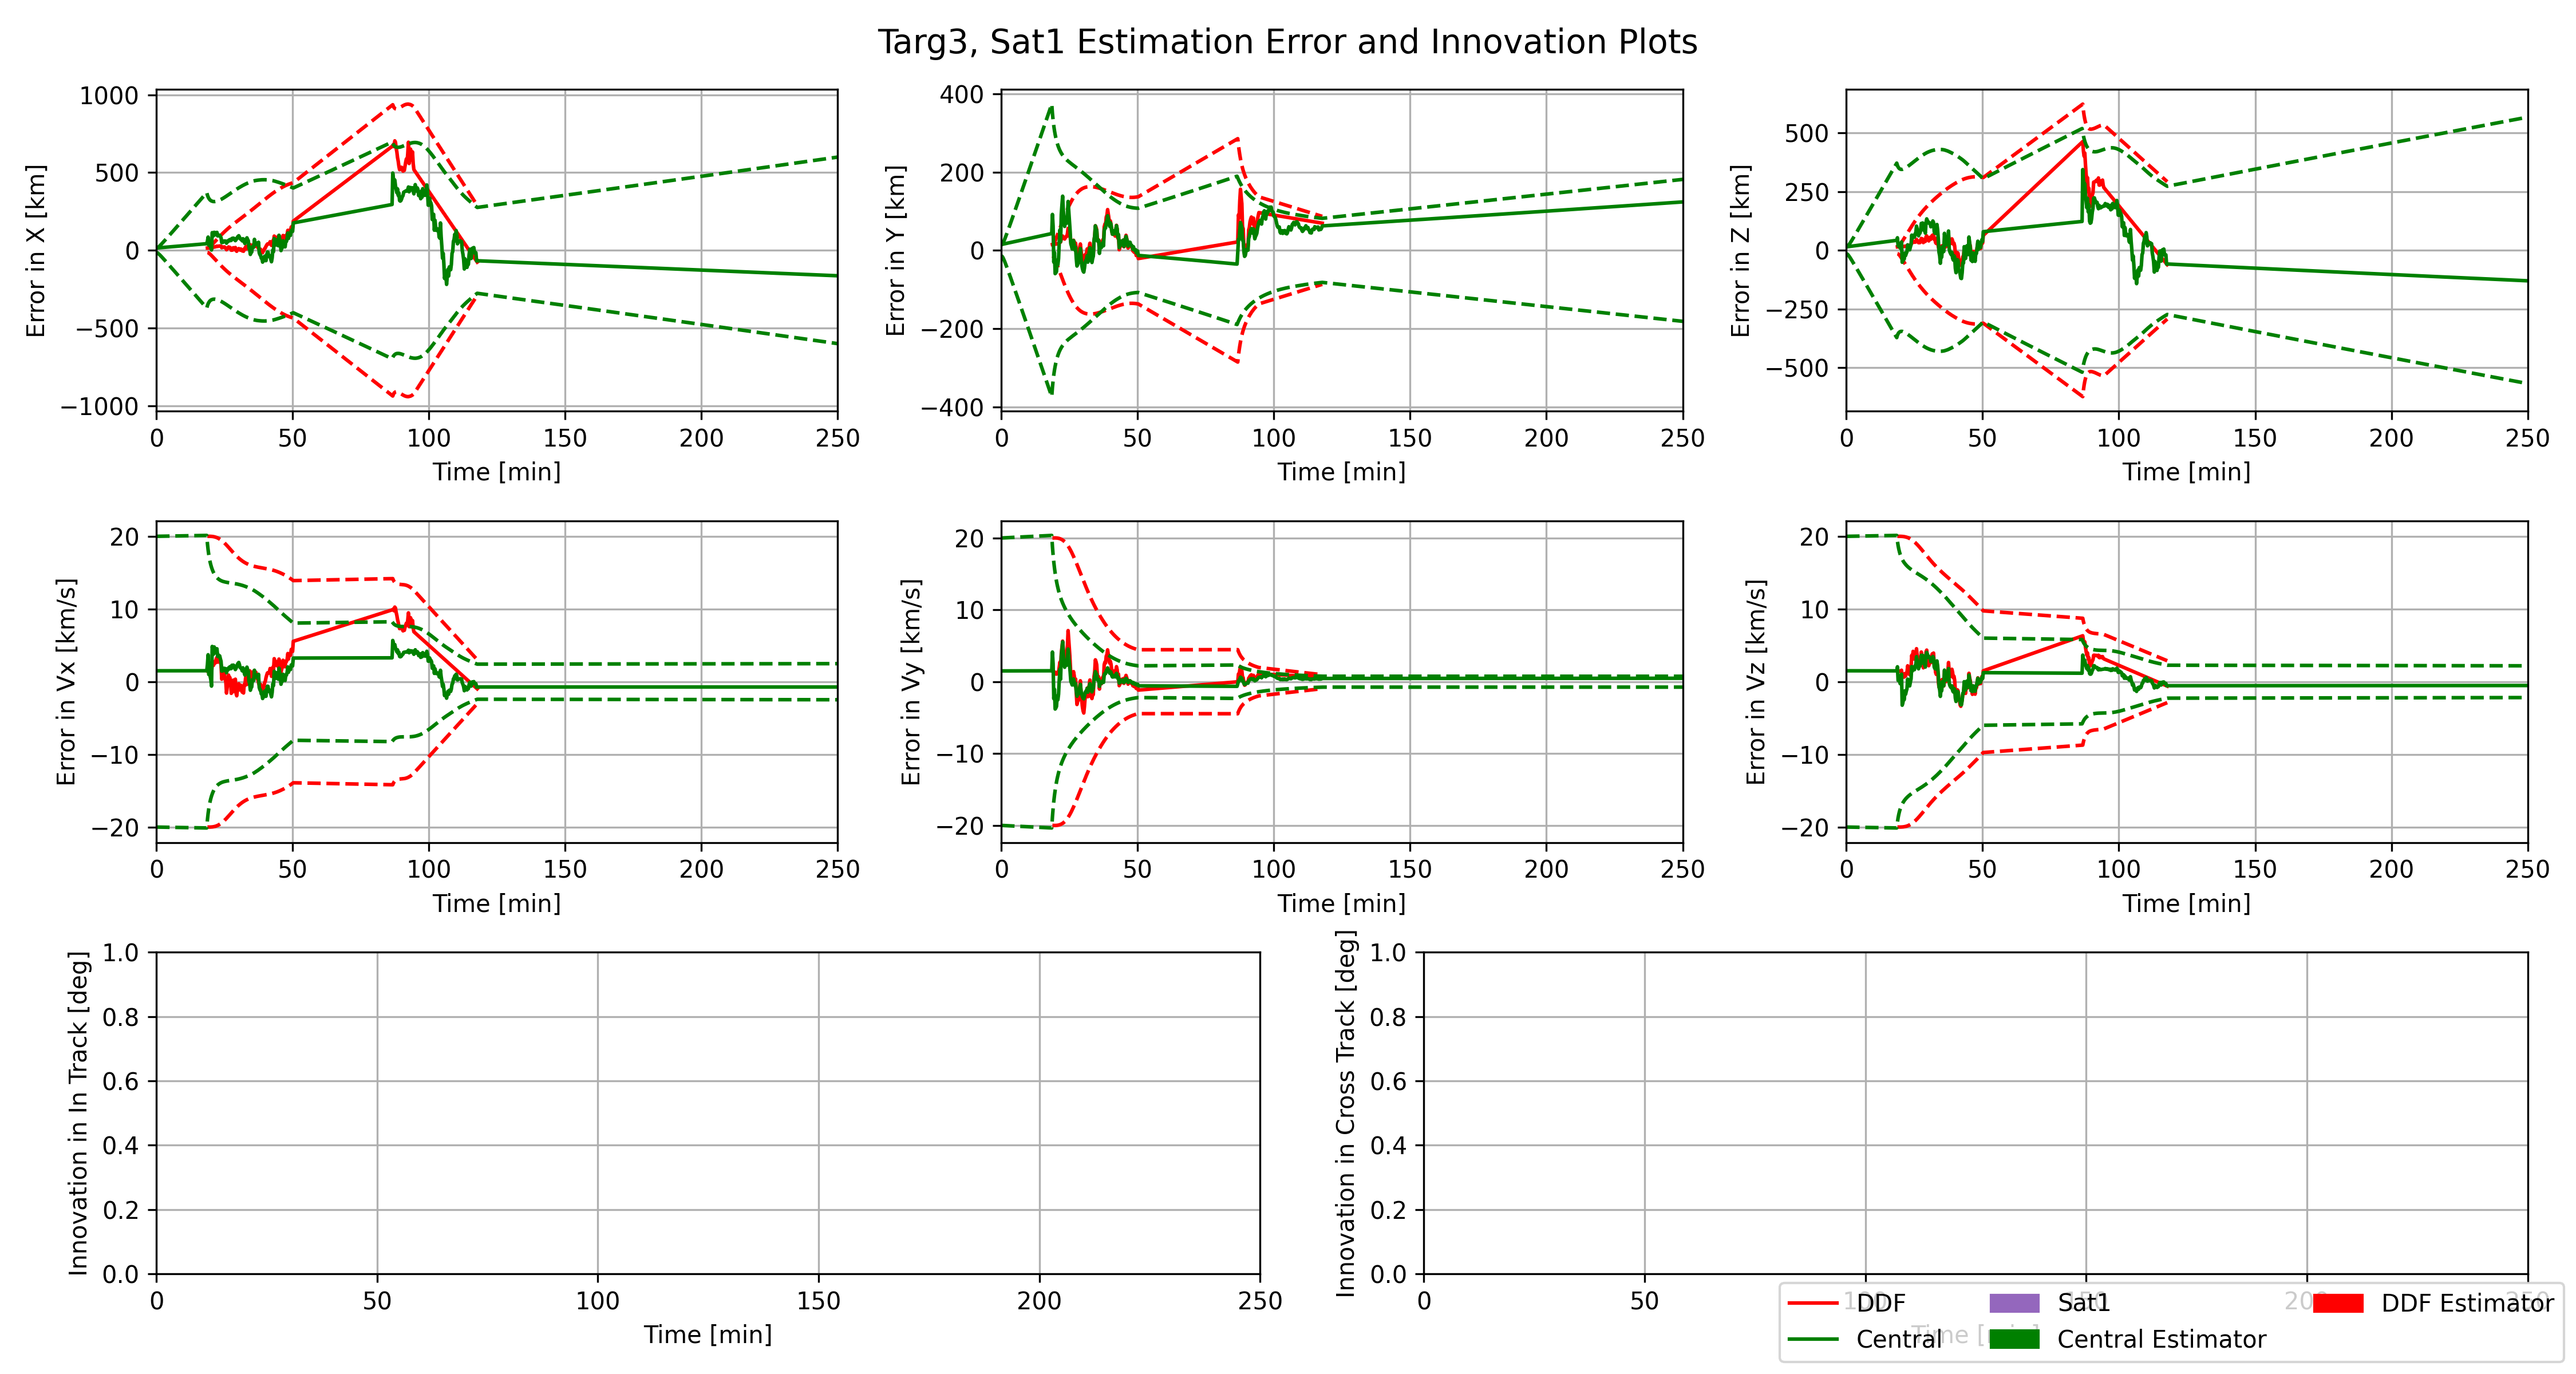 Targ3, Sat1 Estimation Error and Innovation Plots
Error in X [km]
1000
500
0
−500
−1000
0 50 100 150 200 250
Time [min]
Error in Y [km]
400
200
0
−200
−400
0 50 100 150 200 250
Time [min]
Error in Z [km]
500
250
0
−250
−500
0 50 100 150 200 250
Time [min]
Error in Vx [km/s]
20
10
0
−10
−20
0 50 100 150 200 250
Time [min]
Error in Vy [km/s]
20
10
0
−10
−20
0 50 100 150 200 250
Time [min]
Error in Vz [km/s]
20
10
0
−10
−20
0 50 100 150 200 250
Time [min]
Innovation in In Track [deg]
1.0
0.8
0.6
0.4
0.2
0.0
0 50 100 150 200 250
Time [min]
Innovation in Cross Track [deg]
1.0
0.8
0.6
0.4
0.2
0.0
0 50 100 150 200 250
Time [min]
DDF Sat1 DDF Estimator
Central Central Estimator